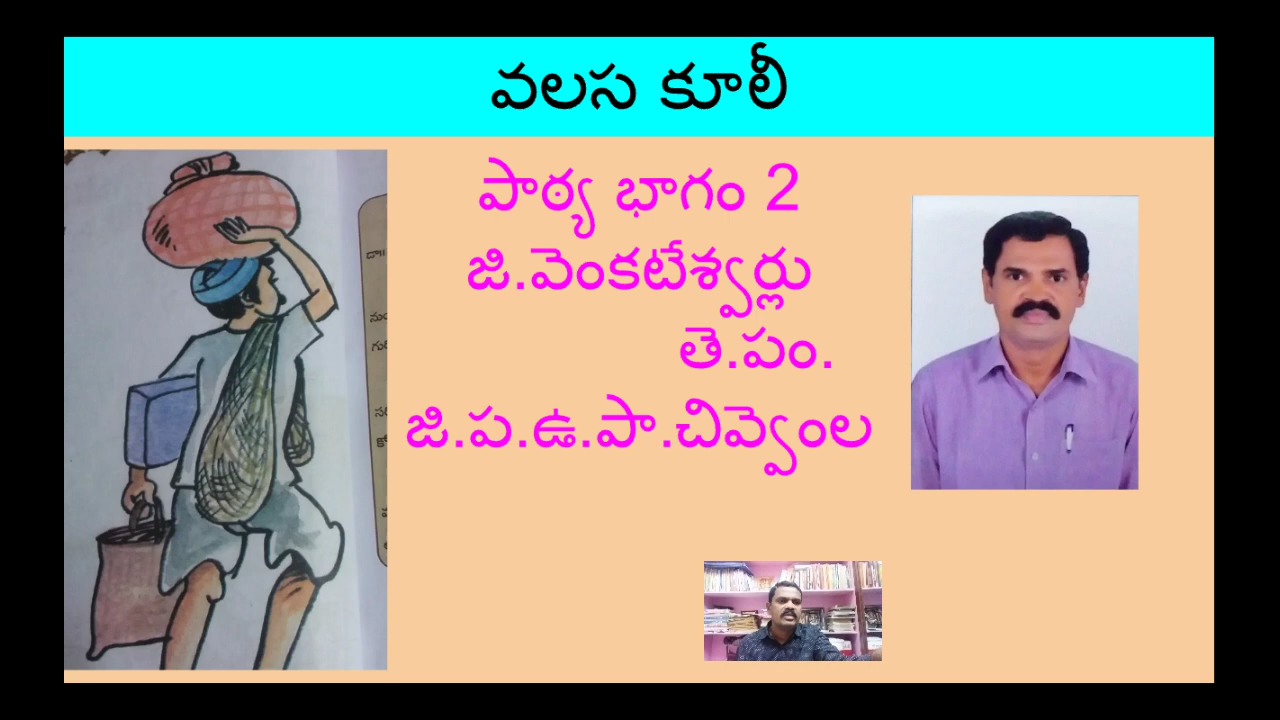 వలస కూలీ
పాఠ్య భాగం 2
జి.వెంకటేశ్వర్లు
తె.పం.
జి.ప.ఉ.పా.చివ్వెంల